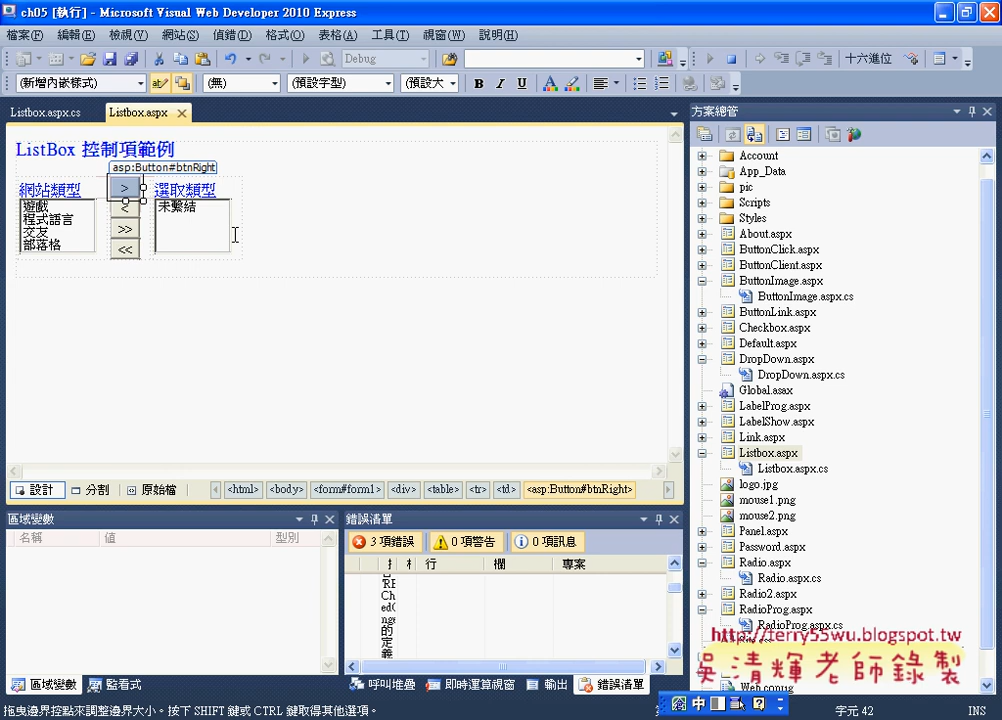 ch05 [執行] - Microsoft Visual Web Developer 2010 Express
檔案(F) 編輯(E) 檢視(V) 網站(S) 偵錯(D) 格式(O) 表格(A) 工具(T) 視窗(W) 說明(H)
Debug 十六進位
(新增內嵌樣式) (無) (預設字型) (預設大 B I U A
Listbox.aspx.cs Listbox.aspx
ListBox 控制項範例
asp:Button#btnRight
網站類型 > 選取類型
遊戲
程式語言
交友
部落格
<
>>
<<
未繫結
設計 分割 原始檔 <html> <body> <form#form1> <div> <table> <tr> <td> <asp:Button#btnRight>
區域變數
名稱 值 型別
錯誤清單
3 項錯誤 0 項警告 0 項訊息
行 欄 專案
Ch
ed(
的
定
義
區域變數 監看式
呼叫堆疊 即時運算視窗 輸出 錯誤清單
方案總管
Account
App_Data
pic
Scripts
Styles
About.aspx
ButtonClick.aspx
ButtonClient.aspx
ButtonImage.aspx
ButtonImage.aspx.cs
ButtonLink.aspx
Checkbox.aspx
Default.aspx
DropDown.aspx
DropDown.aspx.cs
Global.asax
LabelProg.aspx
LabelShow.aspx
Link.aspx
Listbox.aspx
Listbox.aspx.cs
logo.jpg
mouse1.png
mouse2.png
Panel.aspx
Password.aspx
Radio.aspx
Radio.aspx.cs
Radio2.aspx
RadioProg.aspx
RadioProg.aspx.cs
http://terry55wu.blogspot.tw
吳清輝老師錄製
Web.config
拖曳邊界控點來調整邊界大小。按下 SHIFT 鍵或 CTRL 鍵取得其他選項。
中
字元 42 INS